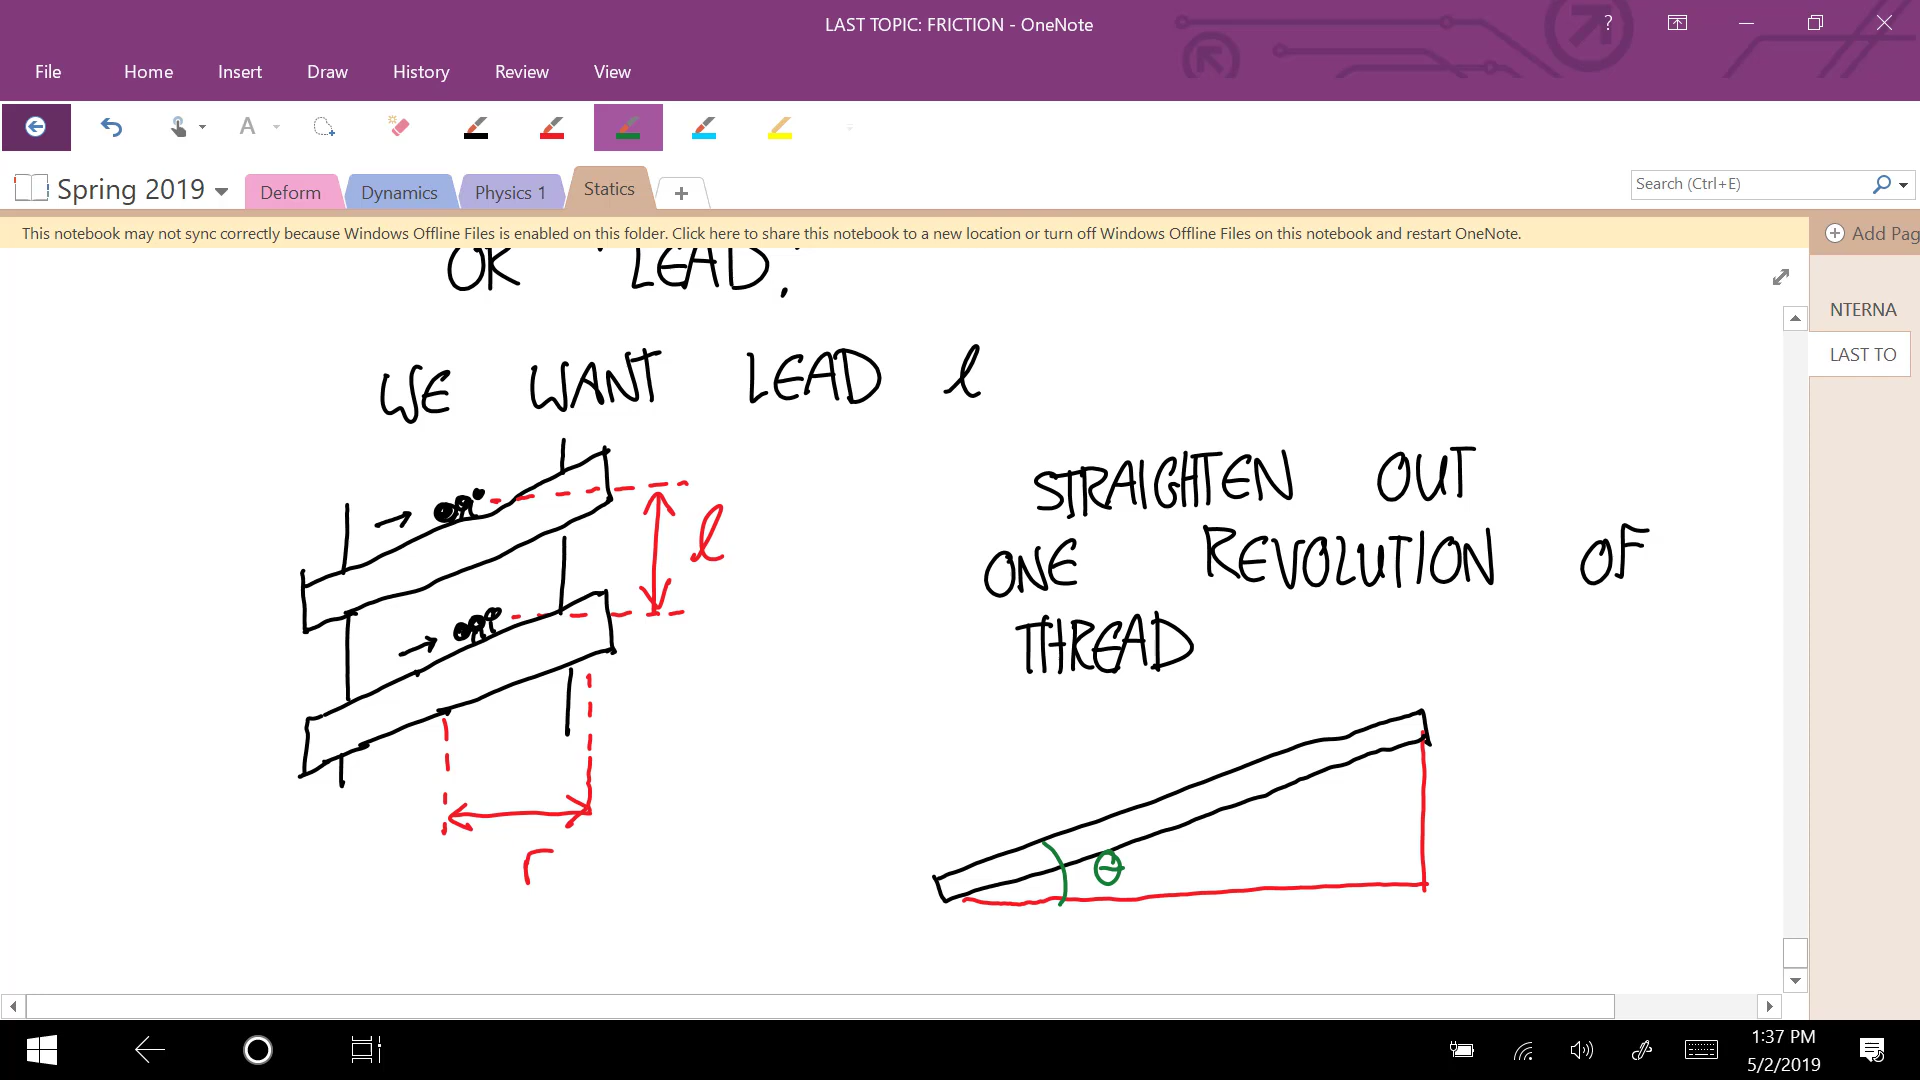 LAST TOPIC: FRICTION - OneNote
?
File Home Insert Draw History Review View
A
Spring 2019 Deform Dynamics Physics 1 Statics +
Search (Ctrl+E)
This notebook may not sync correctly because Windows Offline Files is enabled on this folder. Click here to share this notebook to a new location or turn off Windows Offline Files on this notebook and restart OneNote.
Add Pag
NTERNA
LAST TO
OR "LEAD."
WE WANT LEAD l
STRAIGHTEN OUT
ONE REVOLUTION OF
THREAD
l
r
θ
1:37 PM
5/2/2019